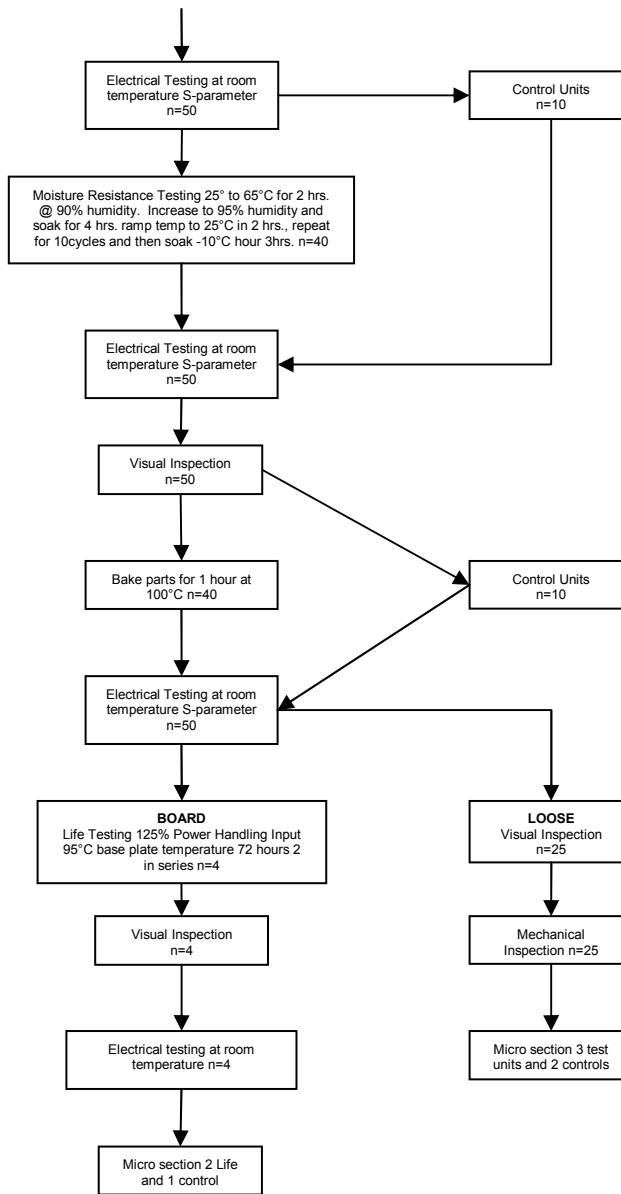 Electrical Testing at room
temperature S-parameter
n=50
Control Units
n=10
Moisture Resistance Testing 25° to 65°C for 2 hrs.
@ 90% humidity.  Increase to 95% humidity and
soak for 4 hrs. ramp temp to 25°C in 2 hrs., repeat
for 10cycles and then soak -10°C hour 3hrs. n=40
Electrical Testing at room
temperature S-parameter
n=50
Visual Inspection
n=50
Bake parts for 1 hour at
100°C n=40
Control Units
n=10
Electrical Testing at room
temperature S-parameter
n=50
BOARD
Life Testing 125% Power Handling Input
95°C base plate temperature 72 hours 2
in series n=4
LOOSE
Visual Inspection
n=25
Visual Inspection
n=4
Mechanical
Inspection n=25
Electrical testing at room
temperature n=4
Micro section 3 test
units and 2 controls
Micro section 2 Life
and 1 control